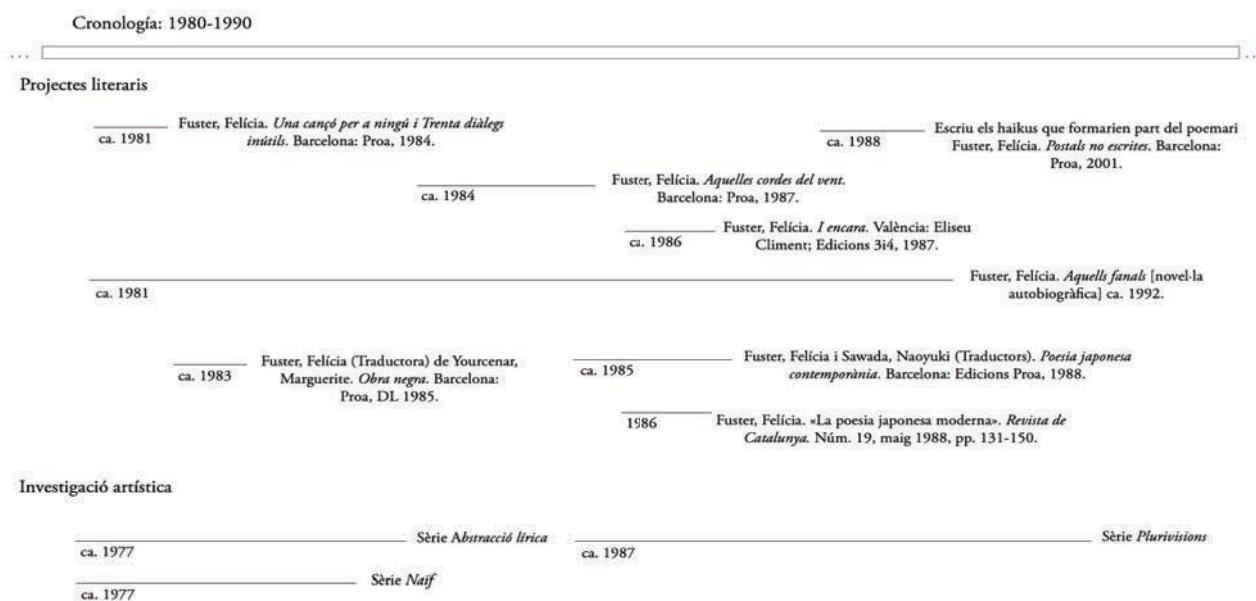 Cronología: 1980-1990
... ..
Projectes literaris
ca. 1981
Fuster, Felícia. Una cançó per a ningú i Trenta diàlegs
inútils. Barcelona: Proa, 1984.
ca. 1988
Escriu els haikus que formarien part del poemari
Fuster, Felícia. Postals no escrites. Barcelona:
Proa, 2001.
ca. 1984
Fuster, Felícia. Aquelles cordes del vent.
Barcelona: Proa, 1987.
ca. 1986
Fuster, Felícia. I encara. València: Eliseu
Climent; Edicions 3i4, 1987.
ca. 1981
Fuster, Felícia. Aquells fanals [novel·la
autobiogràfica] ca. 1992.
ca. 1983
Fuster, Felícia (Traductora) de Yourcenar,
Marguerite. Obra negra. Barcelona:
Proa, DL 1985.
ca. 1985
Fuster, Felícia i Sawada, Naoyuki (Traductors). Poesia japonesa
contemporània. Barcelona: Edicions Proa, 1988.
1986
Fuster, Felícia. «La poesia japonesa moderna». Revista de
Catalunya. Núm. 19, maig 1988, pp. 131-150.
Investigació artística
ca. 1977
Sèrie Abstracció lírica
ca. 1987
Sèrie Plurivisions
ca. 1977
Sèrie Naïf